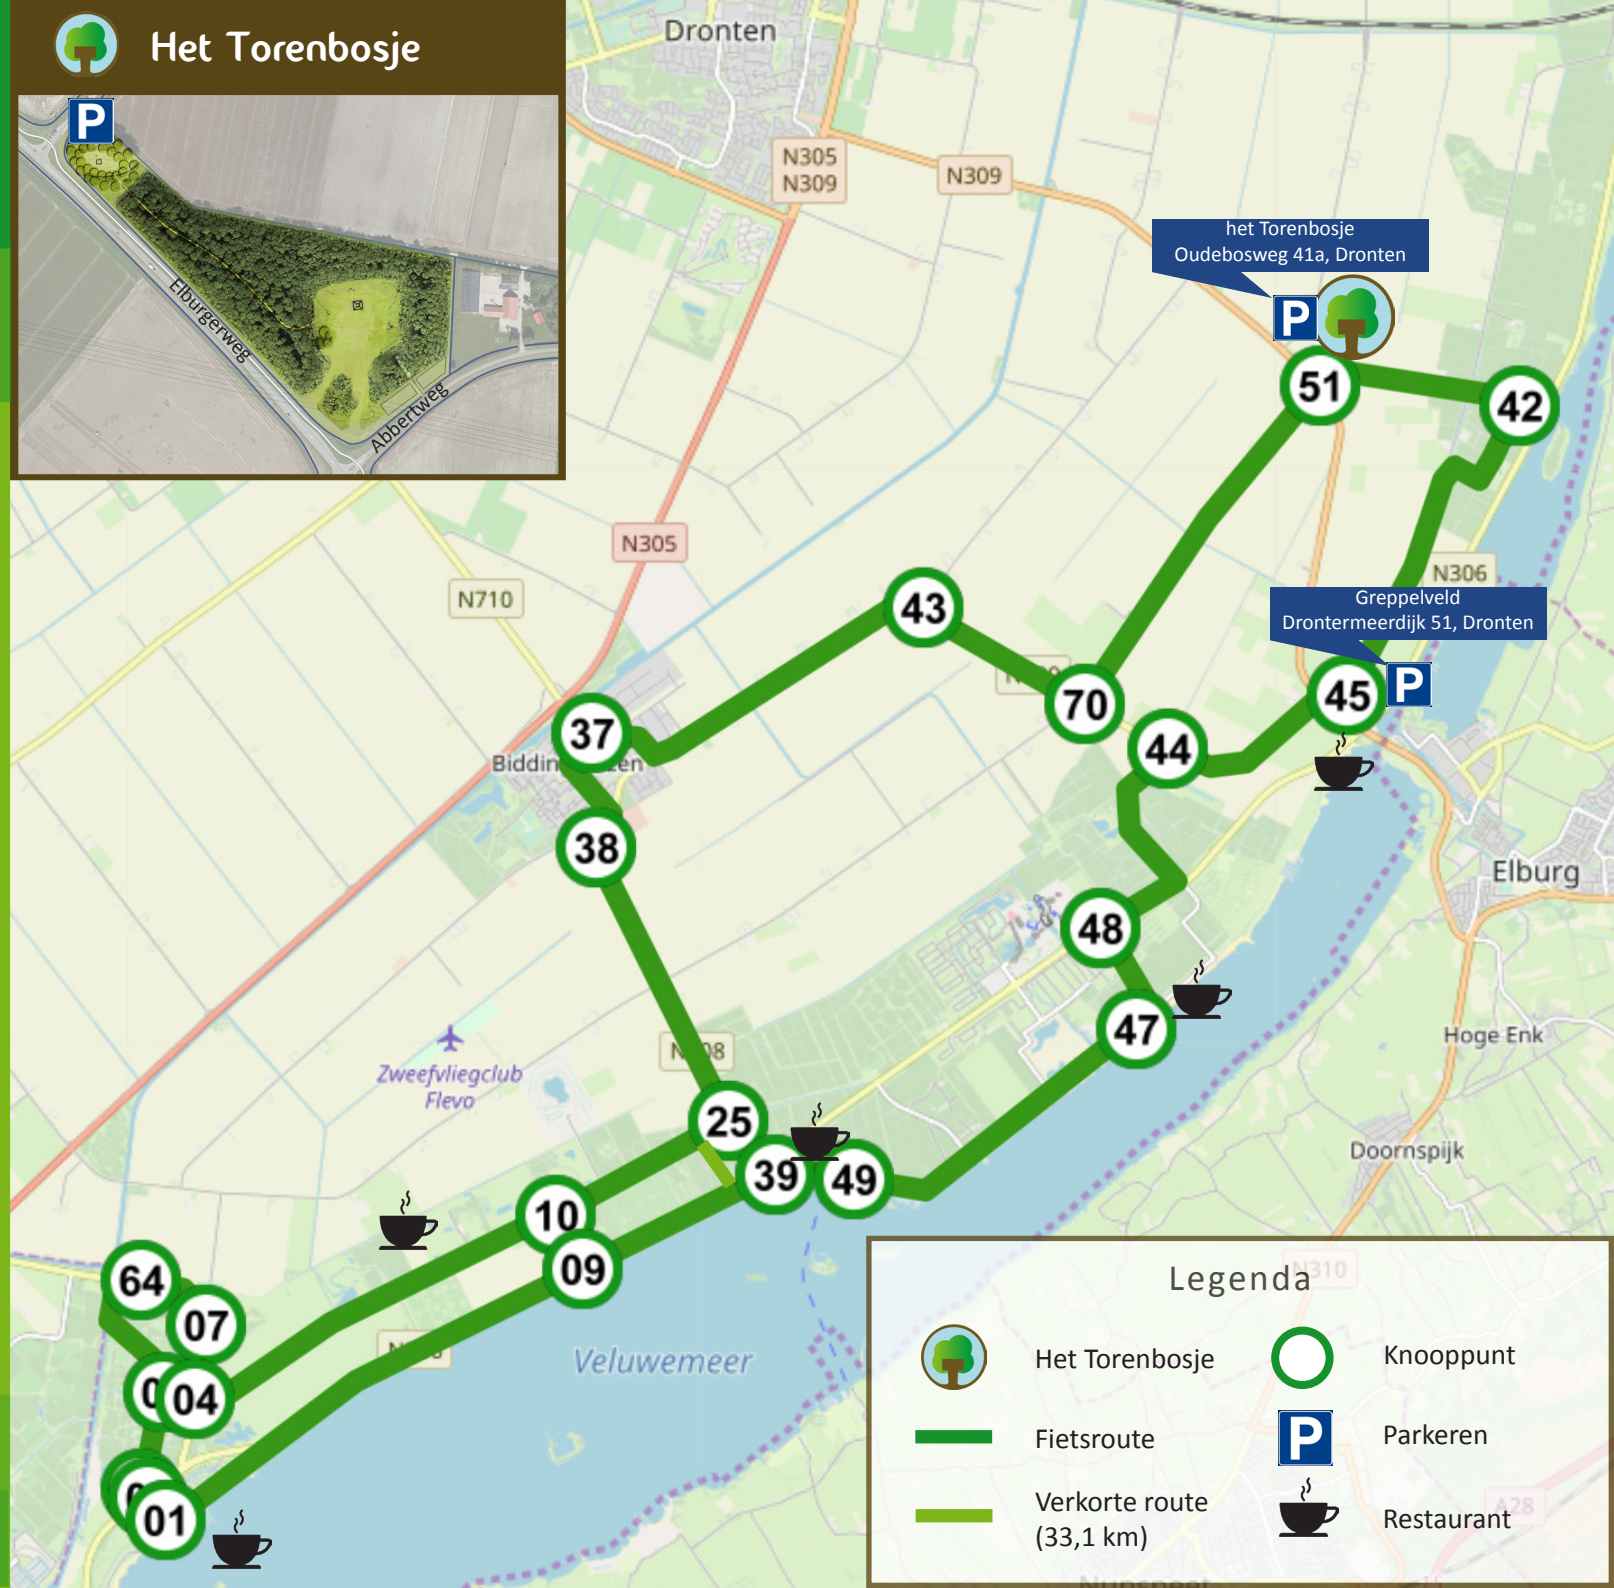 Het Torenbosje
P
Elburgerweg
Abbertweg
Dronten
N305
N309
N309
het Torenbosje
Oudebosweg 41a, Dronten
P
51
42
N305
N710
N306
Greppelveld
Drontermeerdijk 51, Dronten
43
P
45
70
37
44
38
Elburg
48
47
Hoge Enk
Zweefvliegclub
Flevo
25
39
49
Doornspijk
10
09
64
07
04
01
Veluwemeer
N310
Legenda
Het Torenbosje
Knooppunt
Fietsroute
P
Parkeren
Verkorte route
(33,1 km)
Restaurant
A28